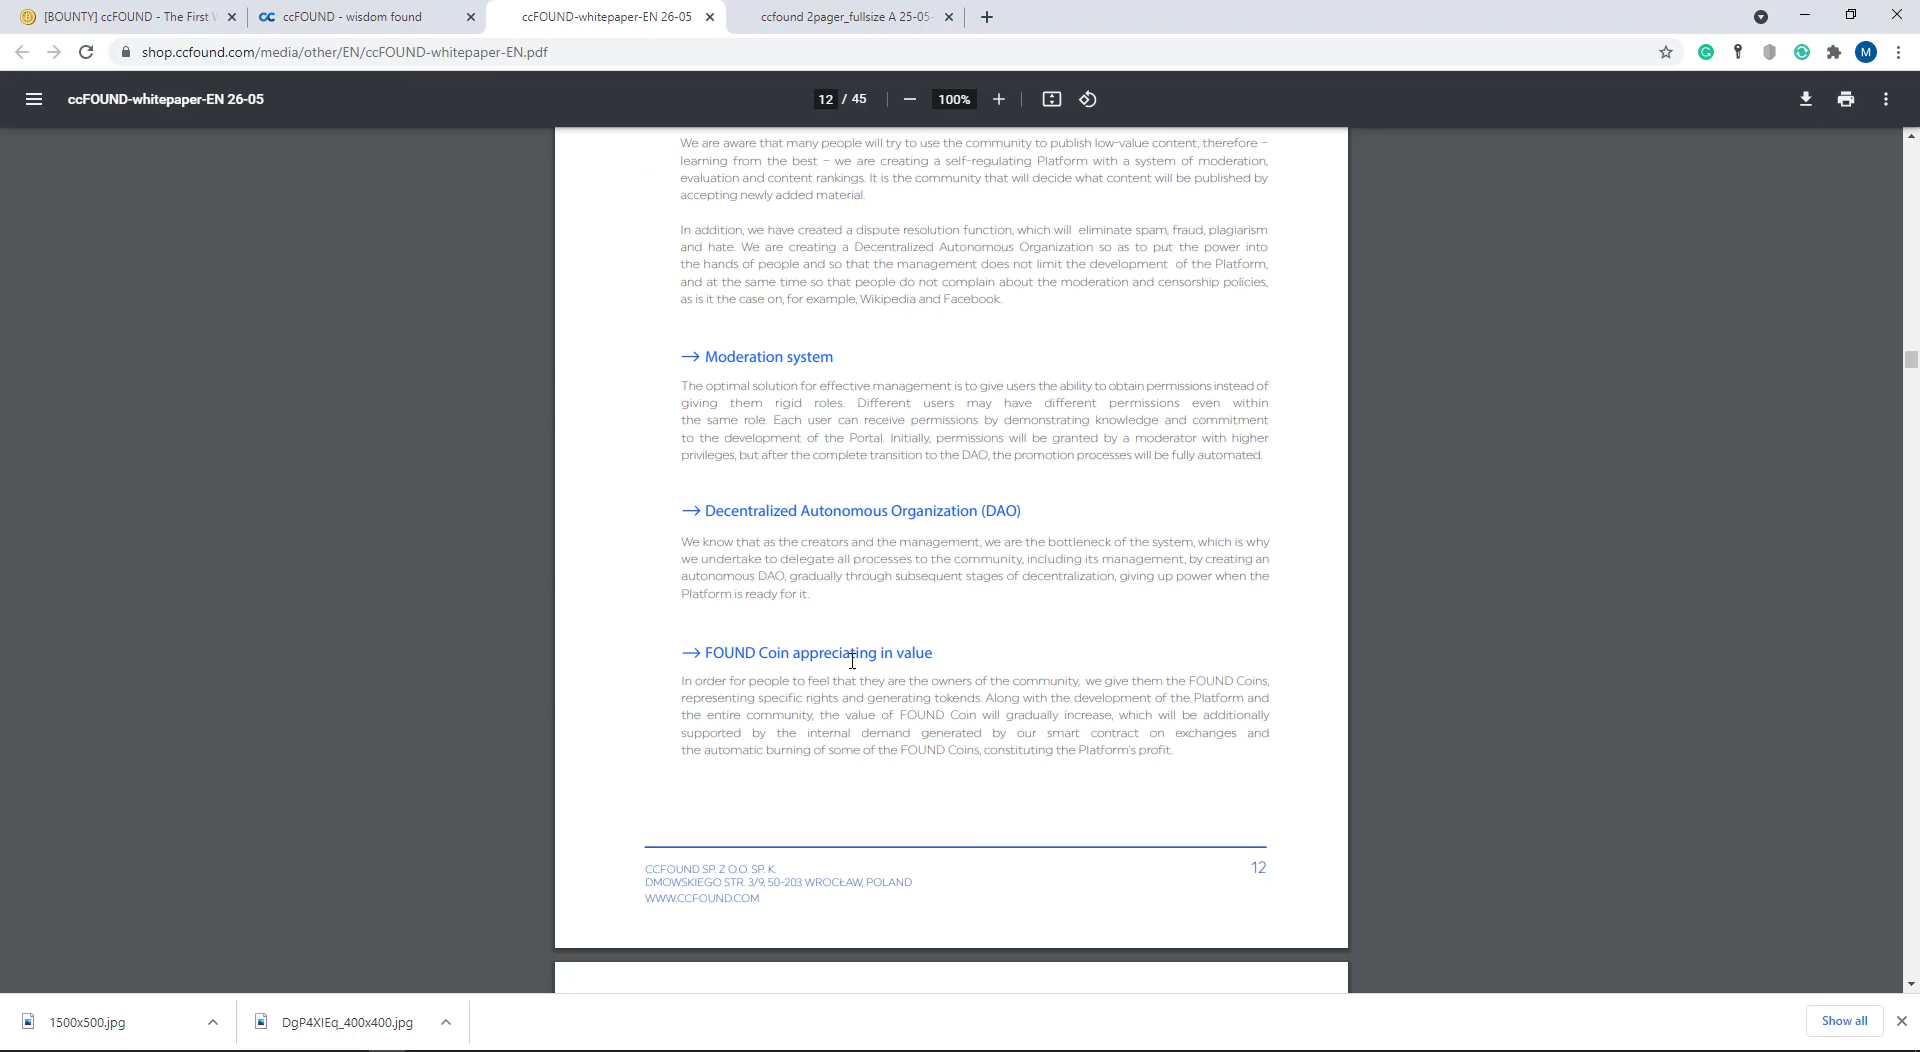 [BOUNTY] ccFOUND - The First
ccFOUND - wisdom found
ccFOUND-whitepaper-EN 26-05
ccfound 2pager_fullsize A 25-05-
shop.ccfound.com/media/other/EN/ccFOUND-whitepaper-EN.pdf
M
ccFOUND-whitepaper-EN 26-05
12 / 45
100%
We are aware that many people will try to use the community to publish low-value content, therefore –
learning from the best – we are creating a self-regulating Platform with a system of moderation,
evaluation and content rankings. It is the community that will decide what content will be published by
accepting newly added material.
In addition, we have created a dispute resolution function, which will eliminate spam, fraud, plagiarism
and hate. We are creating a Decentralized Autonomous Organization so as to put the power into
the hands of people and so that the management does not limit the development of the Platform,
and at the same time so that people do not complain about the moderation and censorship policies,
as is it the case on, for example, Wikipedia and Facebook.
→ Moderation system
The optimal solution for effective management is to give users the ability to obtain permissions instead of
giving them rigid roles. Different users may have different permissions even within
the same role. Each user can receive permissions by demonstrating knowledge and commitment
to the development of the Portal. Initially, permissions will be granted by a moderator with higher
privileges, but after the complete transition to the DAO, the promotion processes will be fully automated.
→ Decentralized Autonomous Organization (DAO)
We know that as the creators and the management, we are the bottleneck of the system, which is why
we undertake to delegate all processes to the community, including its management, by creating an
autonomous DAO, gradually through subsequent stages of decentralization, giving up power when the
Platform is ready for it.
→ FOUND Coin appreciating in value
In order for people to feel that they are the owners of the community, we give them the FOUND Coins,
representing specific rights and generating tokends. Along with the development of the Platform and
the entire community, the value of FOUND Coin will gradually increase, which will be additionally
supported by the internal demand generated by our smart contract on exchanges and
the automatic burning of some of the FOUND Coins, constituting the Platform's profit.
CCFOUND SP. Z O.O. SP. K.
12
DMOWSKIEGO STR. 3/9, 50-203 WROCŁAW, POLAND
WWW.CCFOUND.COM
1500x500.jpg
DgP4XIEq_400x400.jpg
Show all